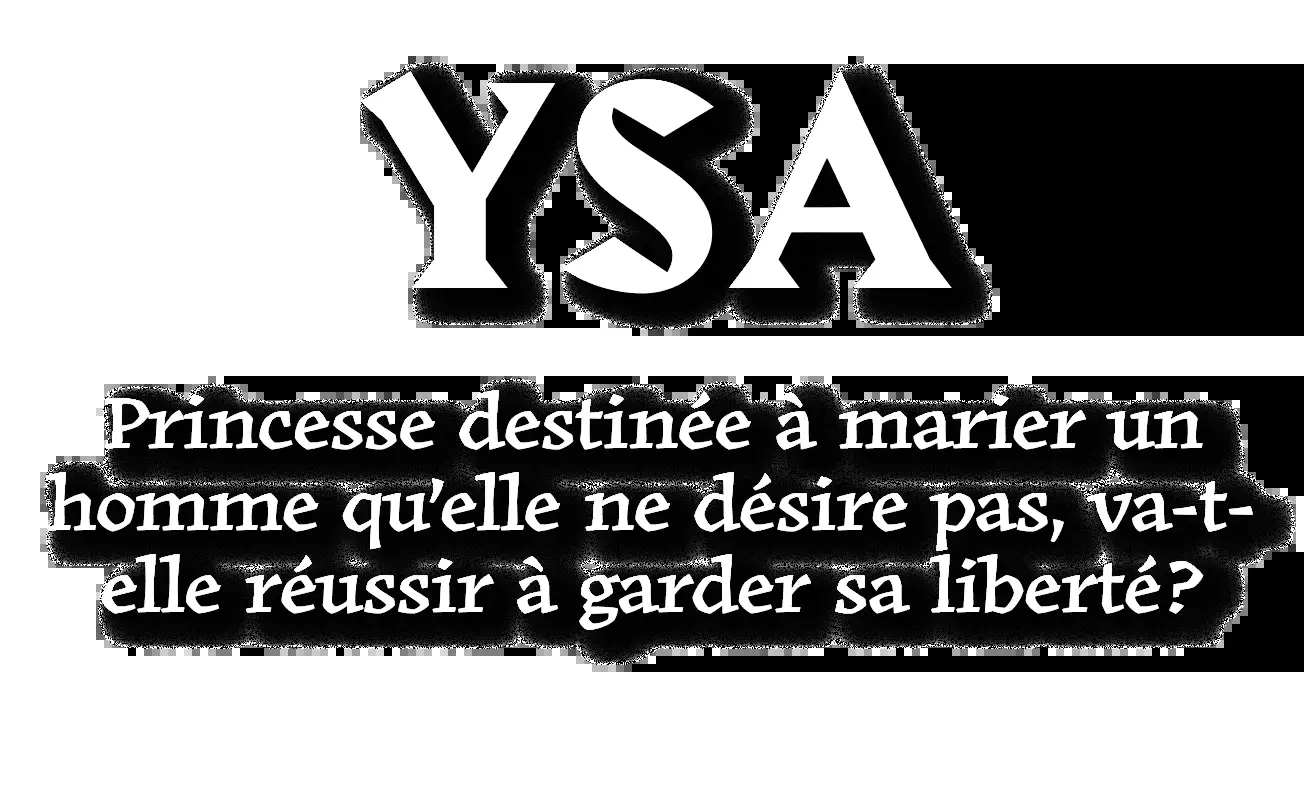 YSA
Princesse destinée à marier un
homme qu'elle ne désire pas, va-t-
elle réussir à garder sa liberté?